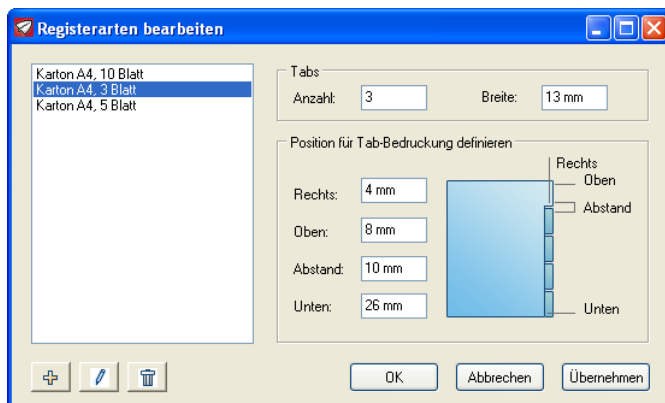 Registerarten bearbeiten
Karton A4, 10 Blatt
Karton A4, 3 Blatt
Karton A4, 5 Blatt
Tabs
Anzahl: 3 Breite: 13 mm
Position für Tab-Bedruckung definieren
Rechts
Rechts: 4 mm Oben
Abstand
Oben: 8 mm
Abstand: 10 mm
Unten: 26 mm Unten
OK Abbrechen Übernehmen